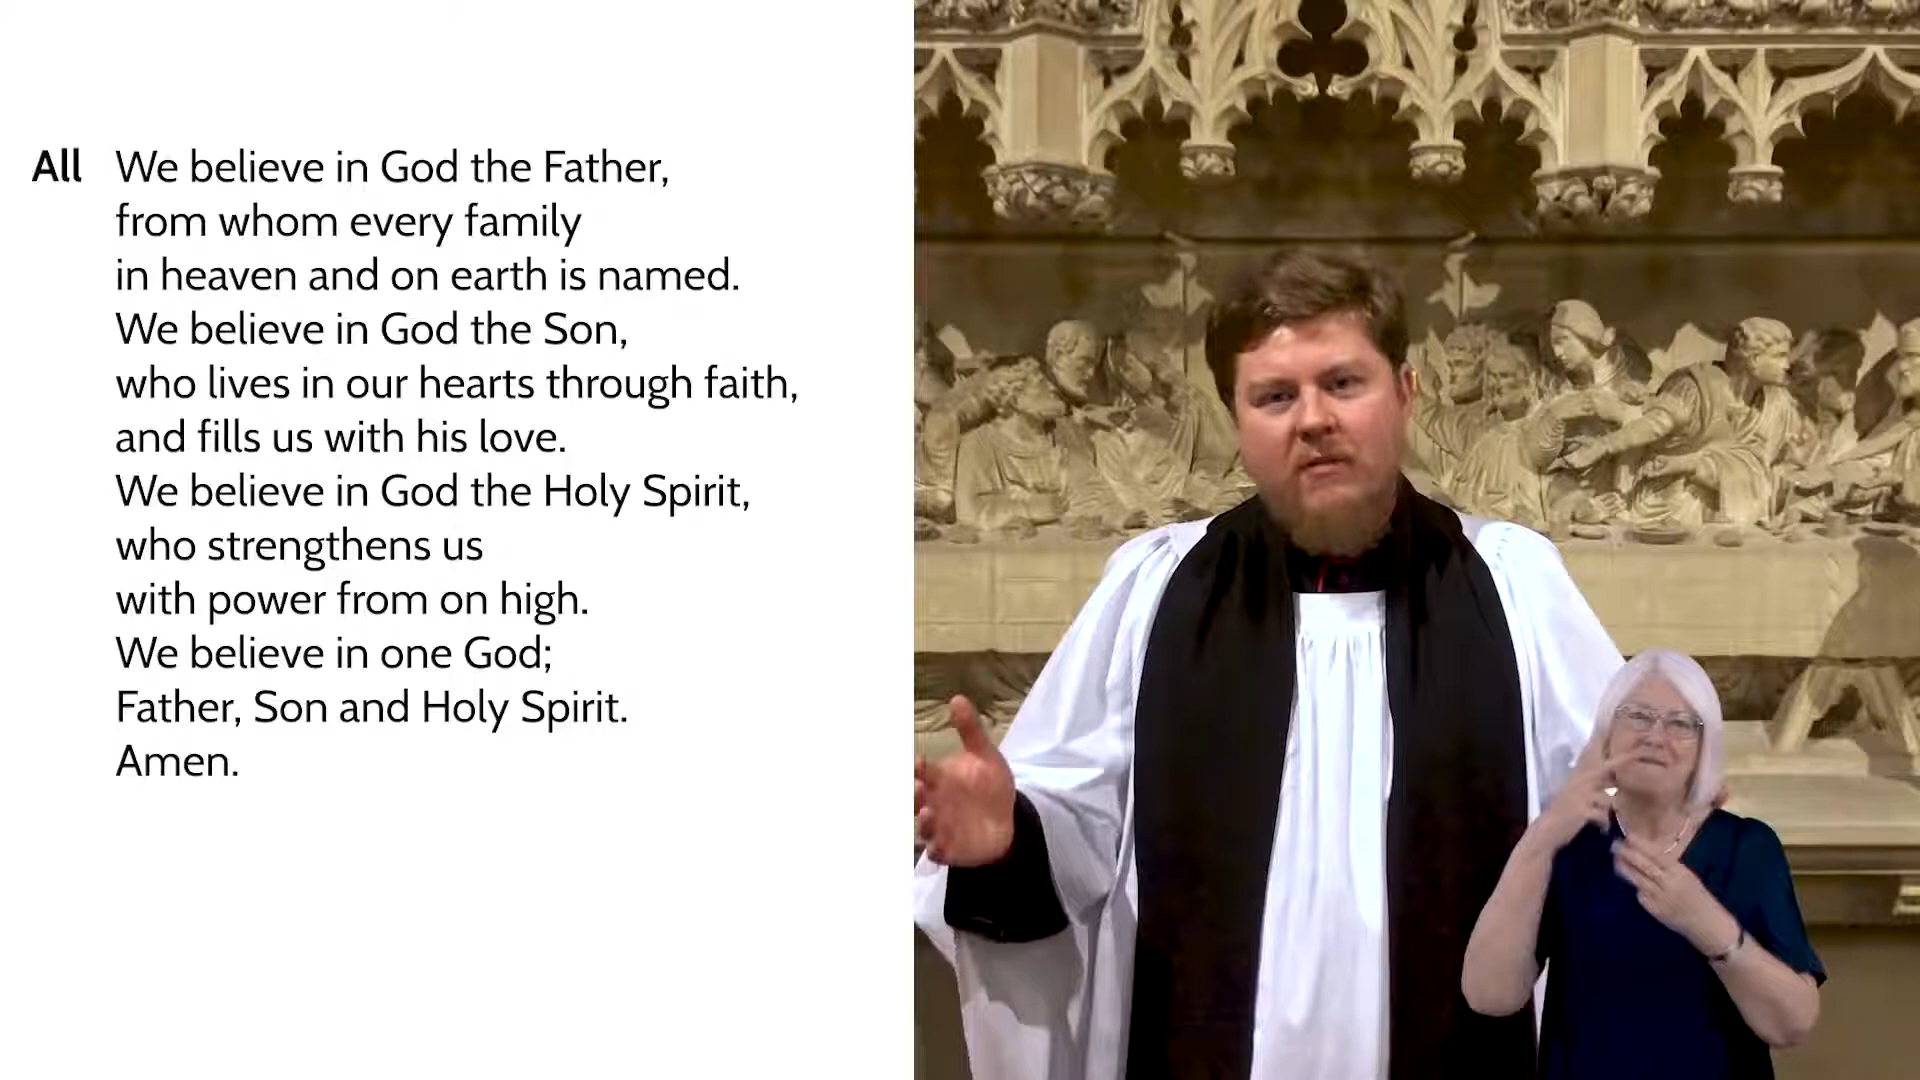 All We believe in God the Father,
from whom every family
in heaven and on earth is named.
We believe in God the Son,
who lives in our hearts through faith,
and fills us with his love.
We believe in God the Holy Spirit,
who strengthens us
with power from on high.
We believe in one God;
Father, Son and Holy Spirit.
Amen.